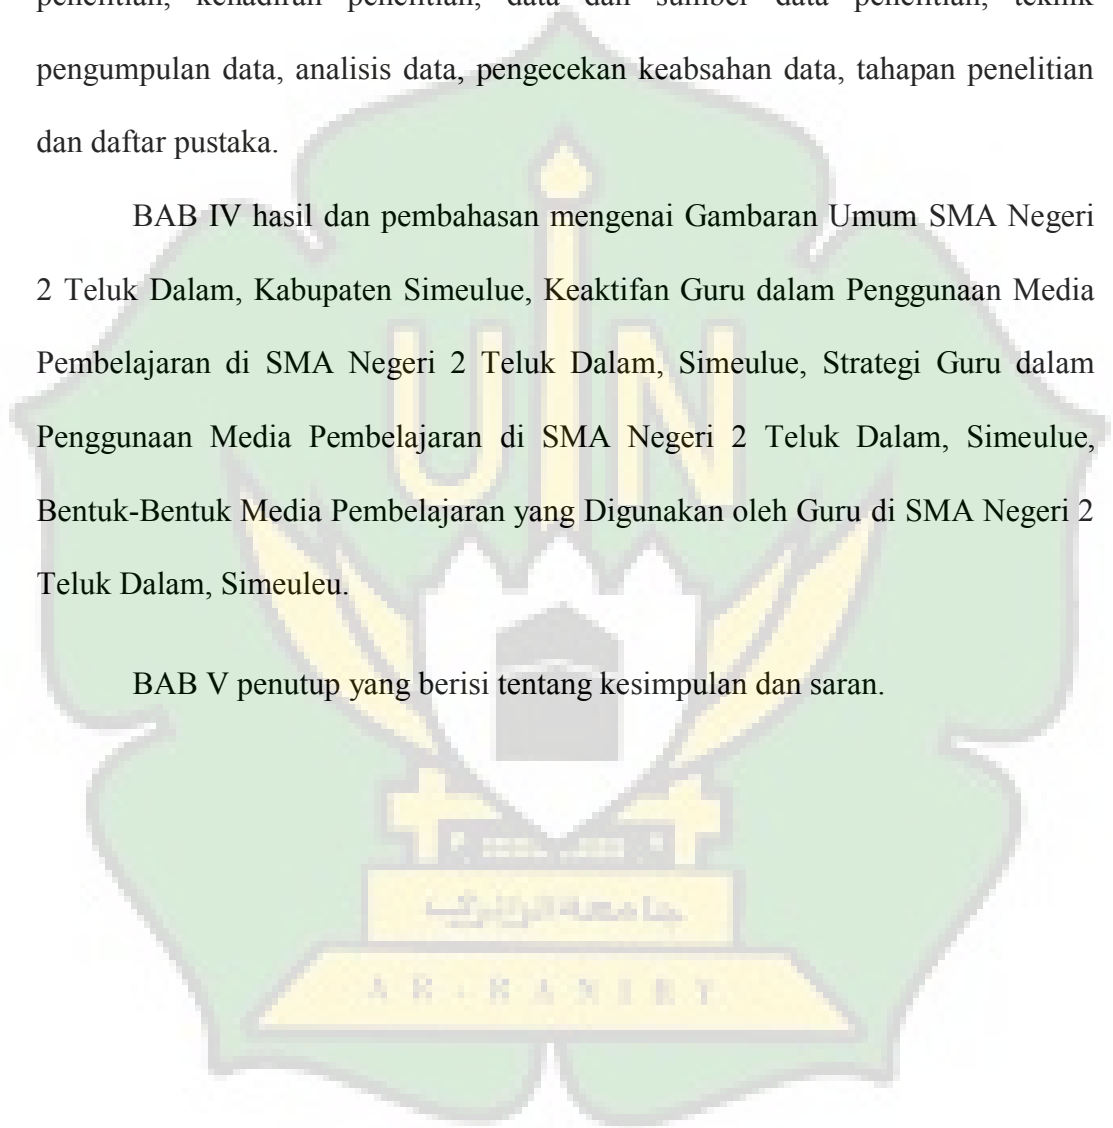 penelitian, kehadiran penelitian, data dan sumber data penelitian, teknik
pengumpulan data, analisis data, pengecekan keabsahan data, tahapan penelitian
dan daftar pustaka.
BAB IV hasil dan pembahasan mengenai Gambaran Umum SMA Negeri
2 Teluk Dalam, Kabupaten Simeulue, Keaktifan Guru dalam Penggunaan Media
Pembelajaran di SMA Negeri 2 Teluk Dalam, Simeulue, Strategi Guru dalam
Penggunaan Media Pembelajaran di SMA Negeri 2 Teluk Dalam, Simeulue,
Bentuk-Bentuk Media Pembelajaran yang Digunakan oleh Guru di SMA Negeri 2
Teluk Dalam, Simeuleu.
BAB V penutup yang berisi tentang kesimpulan dan saran.
UIN
جامعة الرانيري
AR-RANIRY